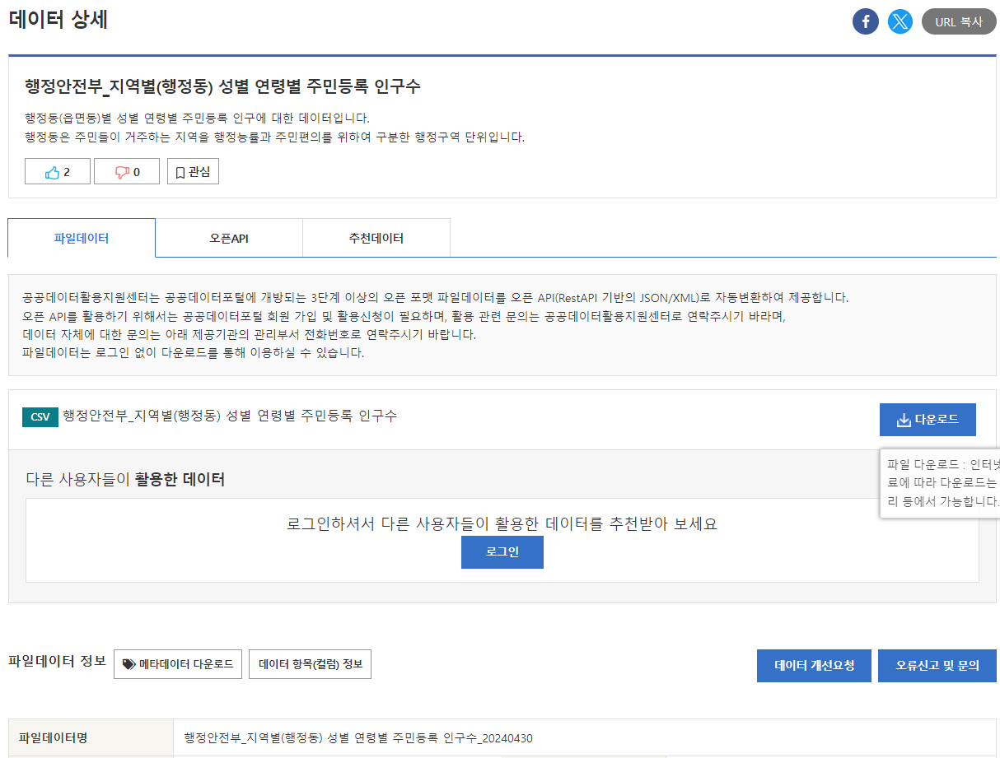 데이터 상세
URL 복사
행정안전부_지역별(행정동) 성별 연령별 주민등록 인구수
행정동(읍면동)별 성별 연령별 주민등록 인구에 대한 데이터입니다.
행정동은 주민들이 거주하는 지역을 행정능률과 주민편의를 위하여 구분한 행정구역 단위입니다.
2
0
관심
파일데이터
오픈API
추천데이터
공공데이터활용지원센터는 공공데이터포털에 개방되는 3단계 이상의 오픈 포맷 파일데이터를 오픈 API(RestAPI 기반의 JSON/XML)로 자동변환하여 제공합니다.
오픈 API를 활용하기 위해서는 공공데이터포털 회원 가입 및 활용신청이 필요하며, 활용 관련 문의는 공공데이터활용지원센터로 연락주시기 바라며,
데이터 자체에 대한 문의는 아래 제공기관의 관리부서 전화번호로 연락주시기 바랍니다.
파일데이터는 로그인 없이 다운로드를 통해 이용하실 수 있습니다.
CSV 행정안전부_지역별(행정동) 성별 연령별 주민등록 인구수
다운로드
파일 다운로드 : 인터넷
료에 따라 다운로드는
리 등에서 가능합니다.
다른 사용자들이 활용한 데이터
로그인하셔서 다른 사용자들이 활용한 데이터를 추천받아 보세요
로그인
파일데이터 정보
메타데이터 다운로드
데이터 항목(컬럼) 정보
데이터 개선요청
오류신고 및 문의
파일데이터명
행정안전부_지역별(행정동) 성별 연령별 주민등록 인구수_20240430